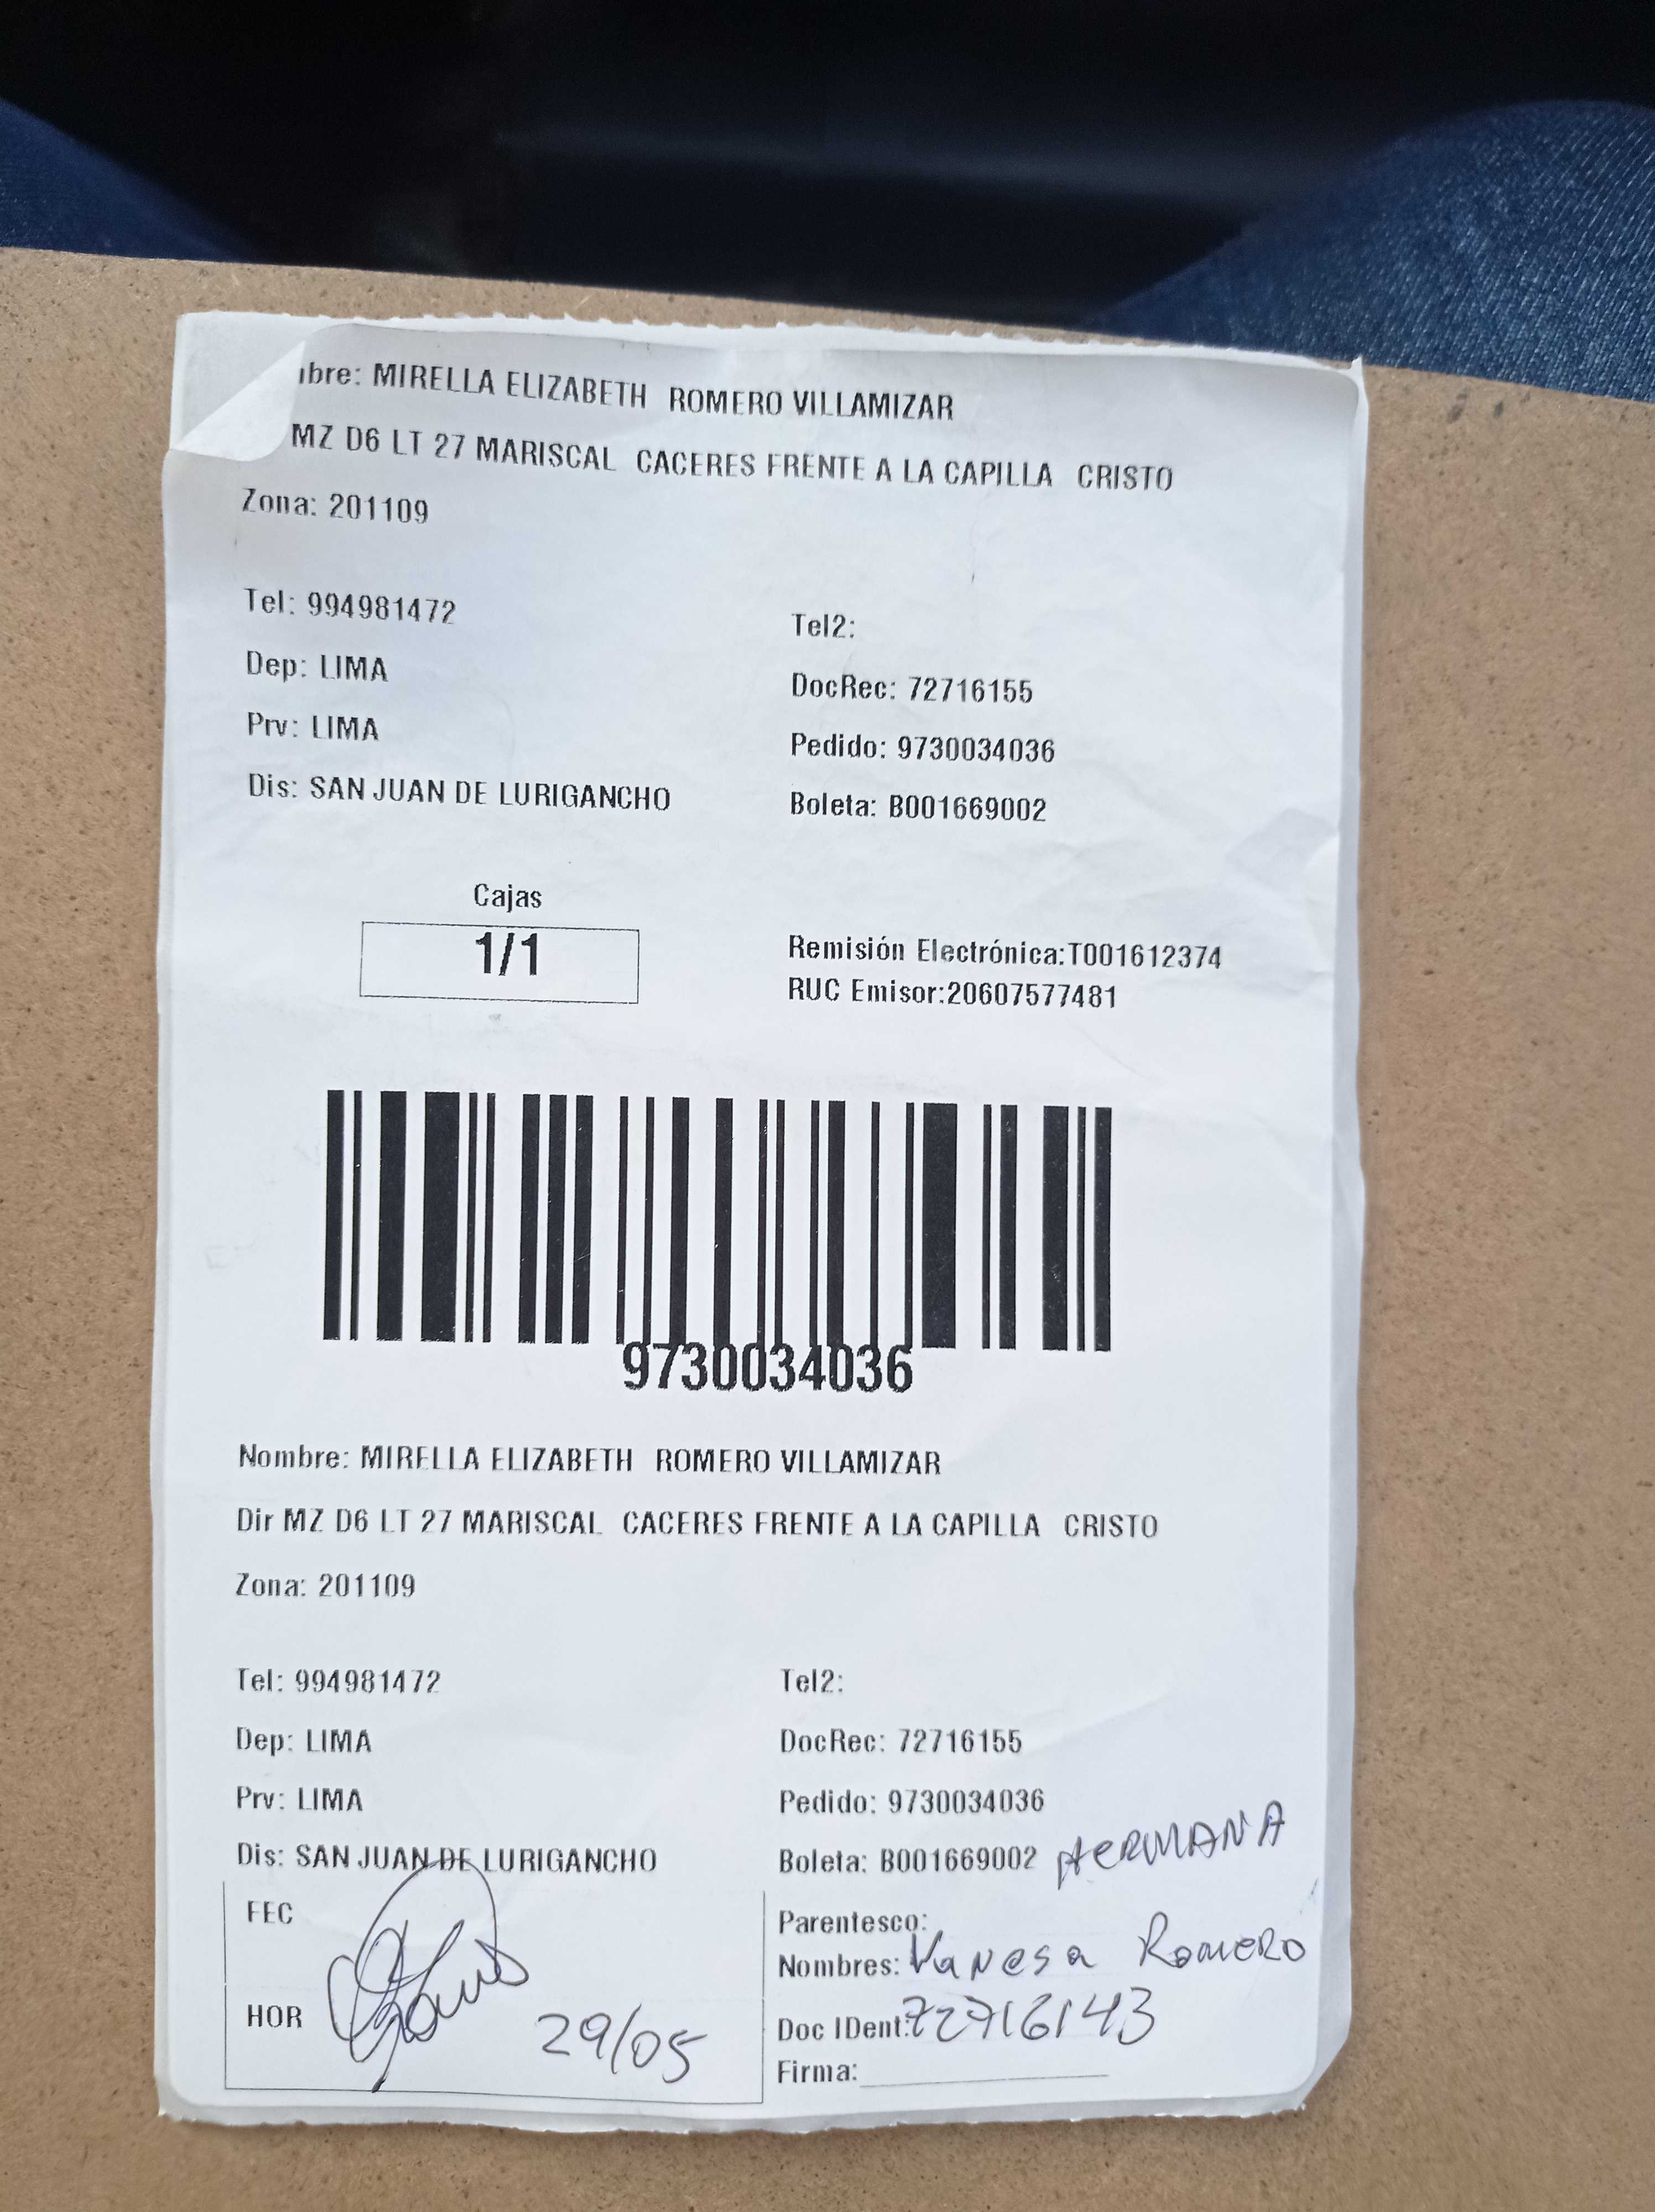 ibre: MIRELLA ELIZABETH ROMERO VILLAMIZAR
MZ D6 LT 27 MARISCAL CACERES FRENTE A LA CAPILLA CRISTO
Zona: 201109
Tel: 994981472
Tel2:
Dep: LIMA
DocRec: 72716155
Prv: LIMA
Pedido: 9730034036
Dis: SAN JUAN DE LURIGANCHO
Boleta: B001669002
Cajas
1/1
Remisión Electrónica:T001612374
RUC Emisor:20607577481
9730034036
Nombre: MIRELLA ELIZABETH ROMERO VILLAMIZAR
Dir MZ D6 LT 27 MARISCAL CACERES FRENTE A LA CAPILLA CRISTO
Zona: 201109
Tel: 994981472
Tel2:
Dep: LIMA
DocRec: 72716155
Prv: LIMA
Pedido: 9730034036
Dis: SAN JUAN DE LURIGANCHO
Boleta: B001669002 HERMANA
FEC
Parentesco:
Nombres: Vanesa Romero
HOR
29/05
Doc IDent: 72716143
Firma: